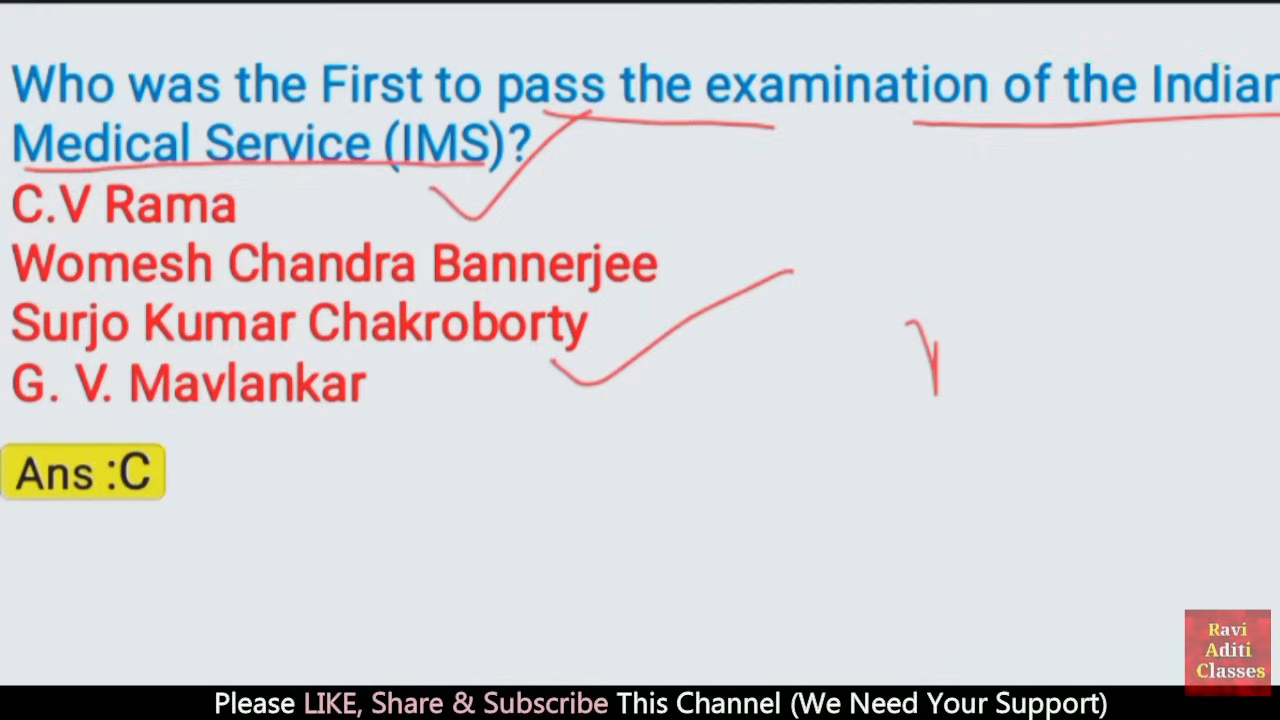 Who was the First to pass the examination of the Indian
Medical Service (IMS)?
C.V Rama
Womesh Chandra Bannerjee
Surjo Kumar Chakroborty
G. V. Mavlankar
Ans :C
Ravi
Aditi
Classes
Please LIKE, Share & Subscribe This Channel (We Need Your Support)